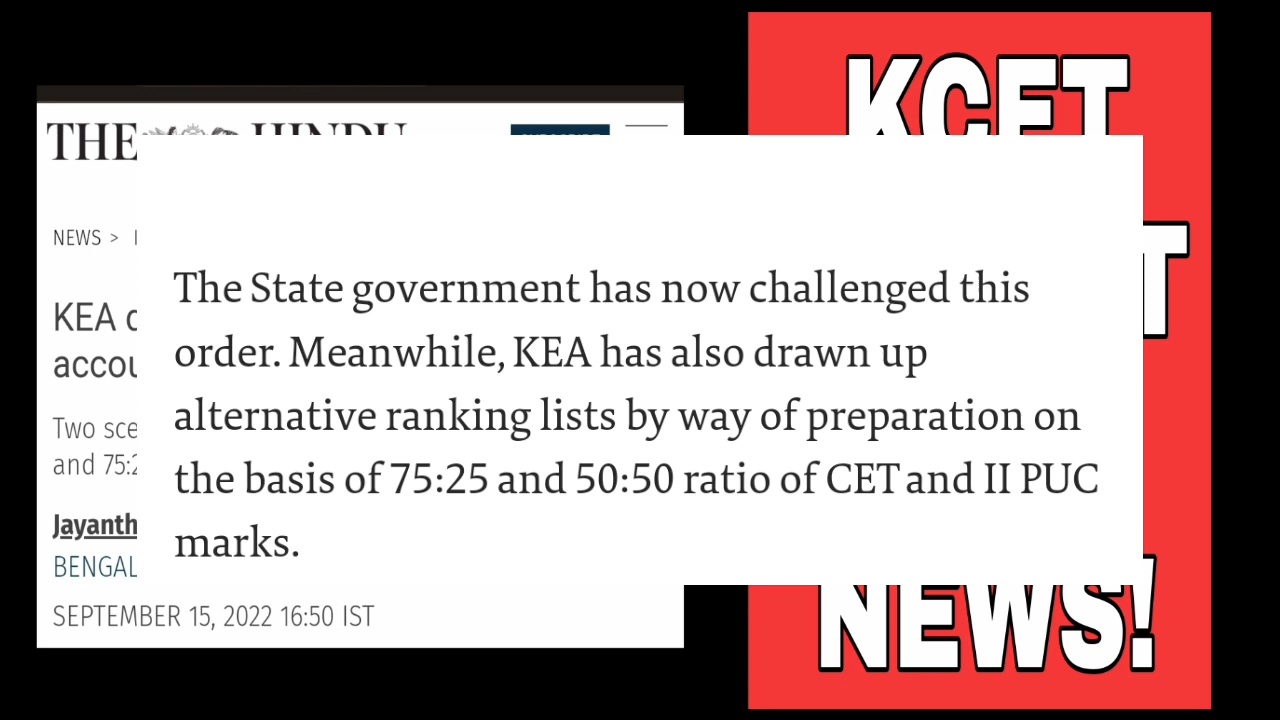 THE HINDU
NEWS >
KEA
accou
Two sce
and 75:2
Jayanth
BENGAL
SEPTEMBER 15, 2022 16:50 IST
The State government has now challenged this
order. Meanwhile, KEA has also drawn up
alternative ranking lists by way of preparation on
the basis of 75:25 and 50:50 ratio of CET and II PUC
marks.
KCET
T
NEWS!